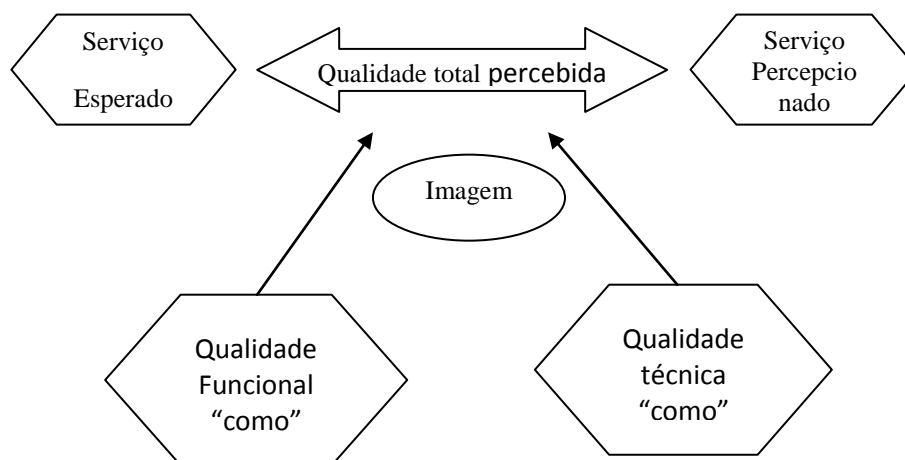 Serviço
Esperado
Qualidade total percebida
Serviço
Percepcio
nado
Imagem
Qualidade
Funcional
“como”
Qualidade
técnica
“como”